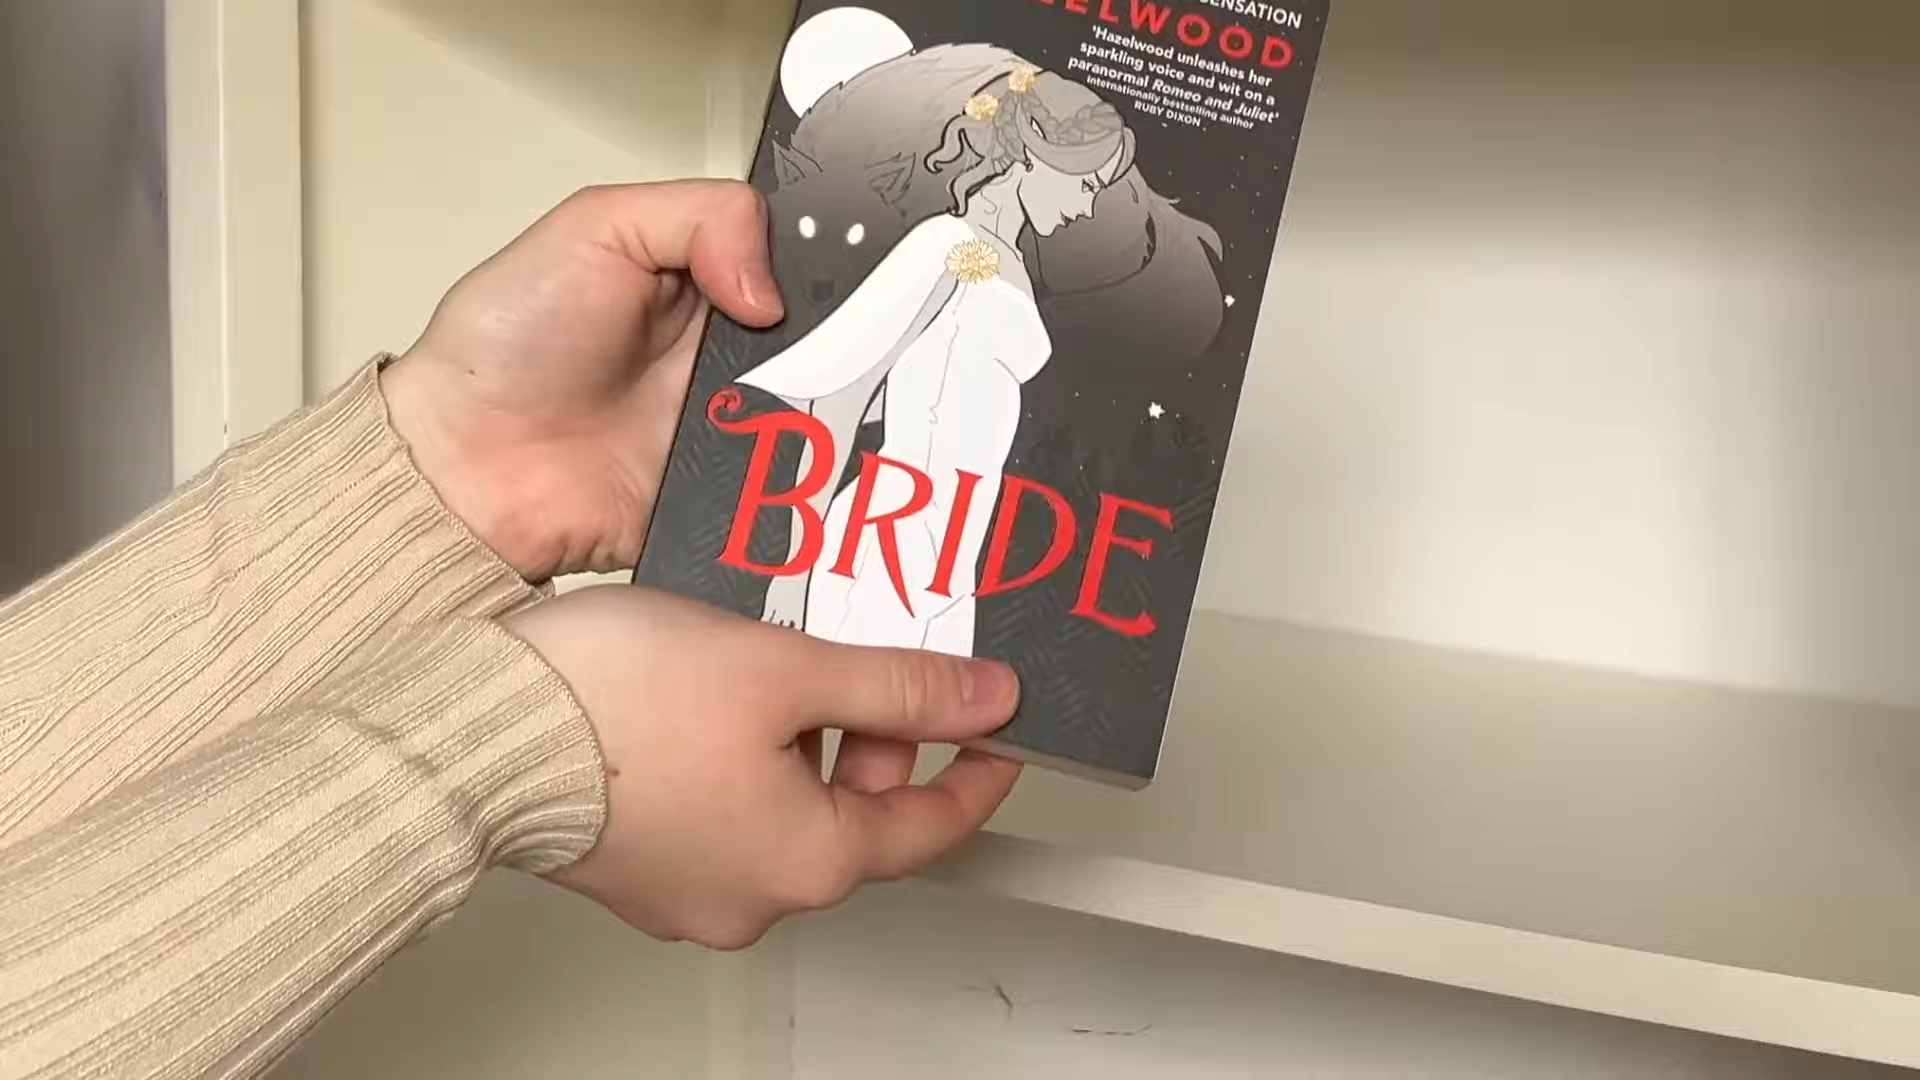 SENSATION
ELWOOD
'Hazelwood unleashes her
sparkling voice and wit on a
paranormal Romeo and Juliet'
internationally bestselling author
RUBY DIXON
BRIDE